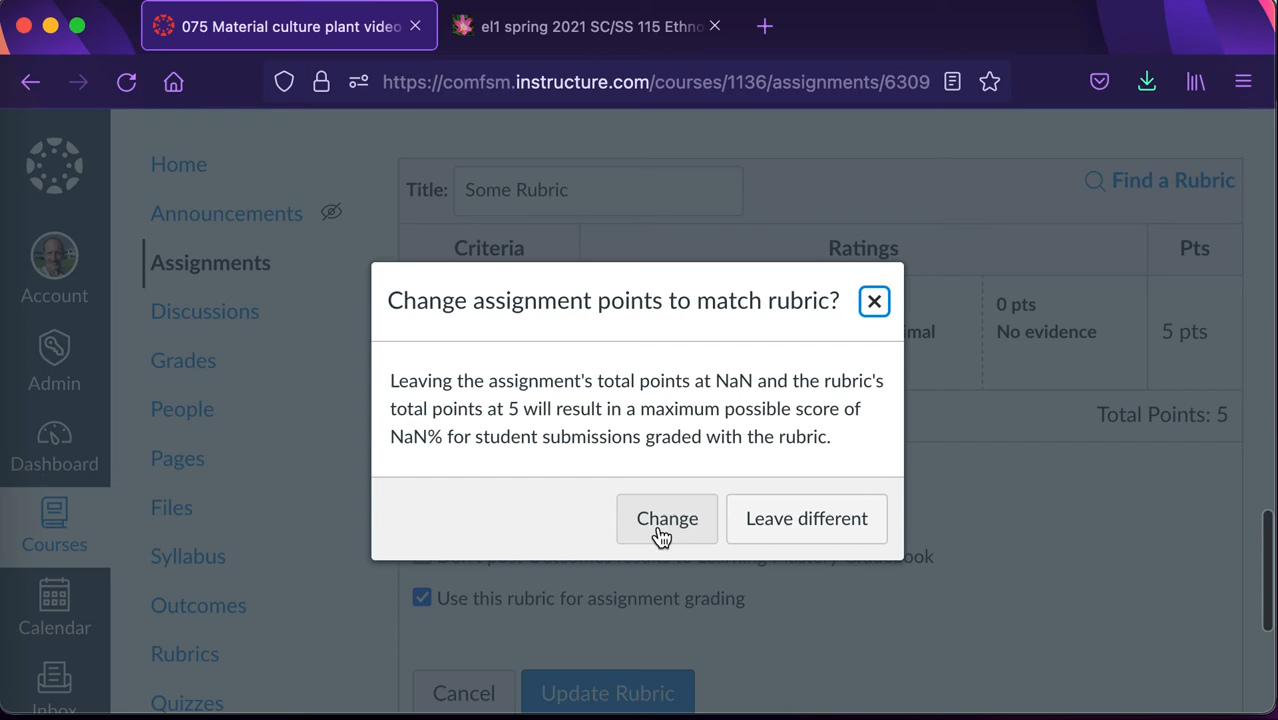 075 Material culture plant video
el1 spring 2021 SC/SS 115 Ethno
https://comfsm.instructure.com/courses/1136/assignments/6309
Account
Admin
Dashboard
Courses
Calendar
Inbox
Home
Announcements
Assignments
Discussions
Grades
People
Pages
Files
Syllabus
Outcomes
Rubrics
Quizzes
Title: Some Rubric
Find a Rubric
Criteria Ratings Pts
0 pts
No evidence
5 pts
Total Points: 5
Change assignment points to match rubric?
Leaving the assignment's total points at NaN and the rubric's
total points at 5 will result in a maximum possible score of
NaN% for student submissions graded with the rubric.
Change Leave different
Use this rubric for assignment grading
Cancel Update Rubric